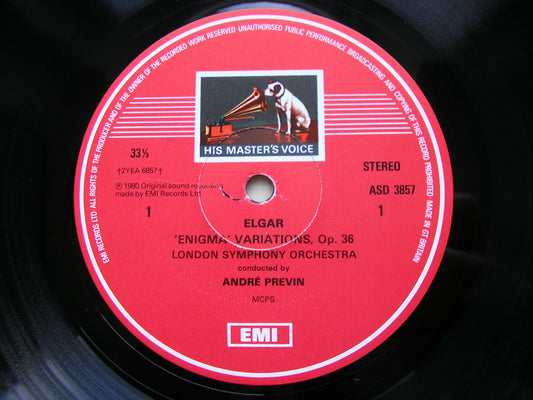 EMI RECORDS LTD ALL RIGHTS OF THE PRODUCER AND OF THE OWNER OF THE RECORDED WORK RESERVED UNAUTHORISED PUBLIC PERFORMANCE BROADCASTING AND COPYING OF THIS RECORD PROHIBITED MADE IN GT BRITAIN
HIS MASTER'S VOICE
33⅓
STEREO
†2YEA 6857†
ASD 3857
℗ 1980 Original sound recording
made by EMI Records Ltd
1
1
ELGAR
'ENIGMA' VARIATIONS, Op. 36
LONDON SYMPHONY ORCHESTRA
conducted by
ANDRÉ PREVIN
MCPS
EMI